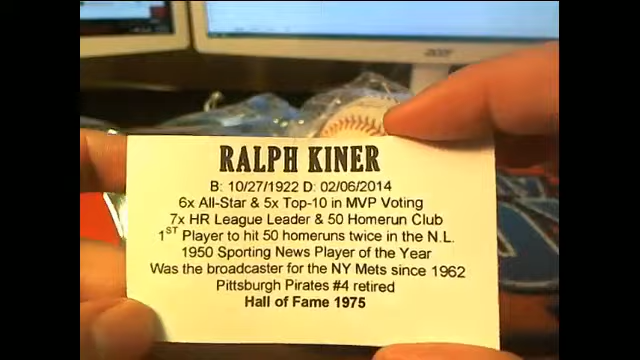 acer
RALPH KINER
B: 10/27/1922 D: 02/06/2014
6x All-Star & 5x Top-10 in MVP Voting
7x HR League Leader & 50 Homerun Club
1ST Player to hit 50 homeruns twice in the N.L.
1950 Sporting News Player of the Year
Was the broadcaster for the NY Mets since 1962
Pittsburgh Pirates #4 retired
Hall of Fame 1975